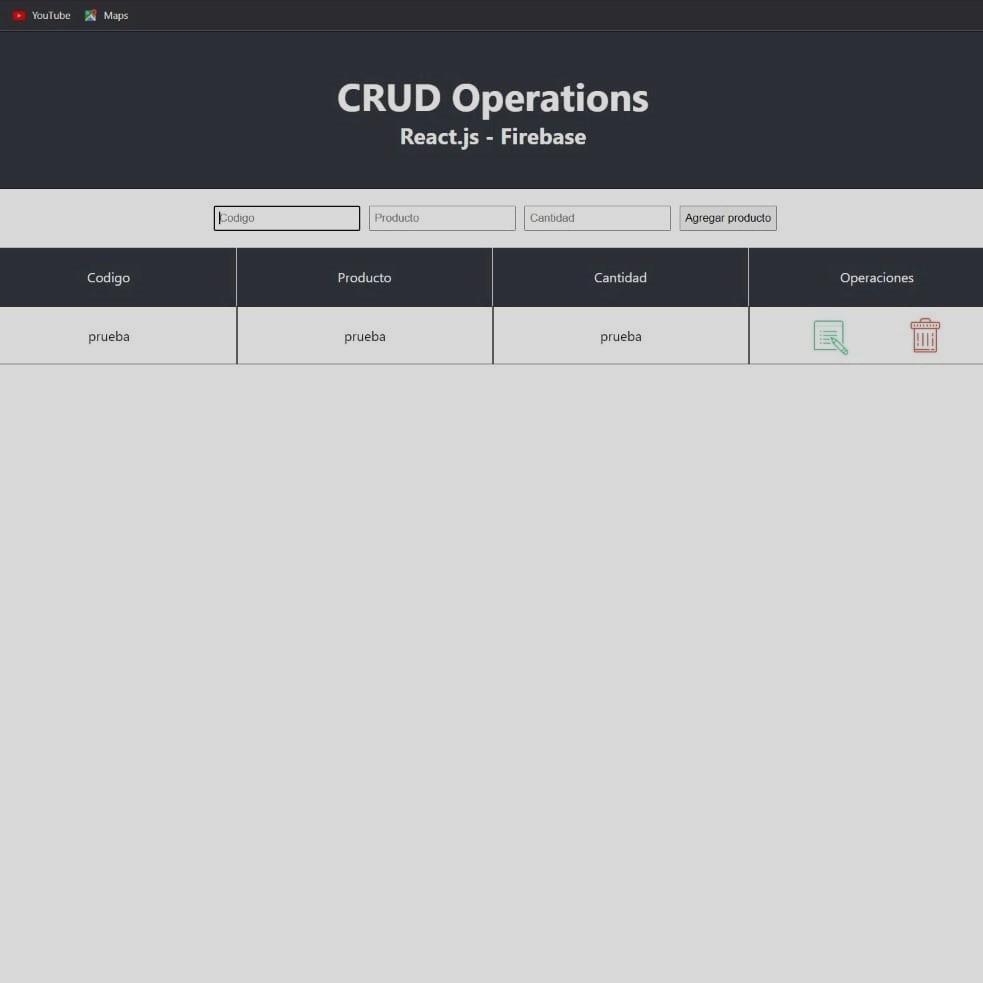 YouTube Maps
CRUD Operations
React.js - Firebase
Codigo Producto Cantidad Agregar producto
Codigo Producto Cantidad Operaciones
prueba prueba prueba